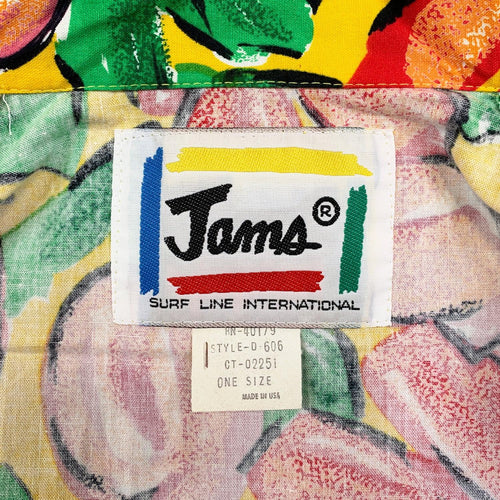 Jams®
SURF LINE INTERNATIONAL
RN-40179
STYLE-D-606
CT-02251
ONE SIZE
MADE IN USA